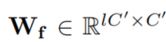 W_f ∈ ℝ^{lC′×C′}